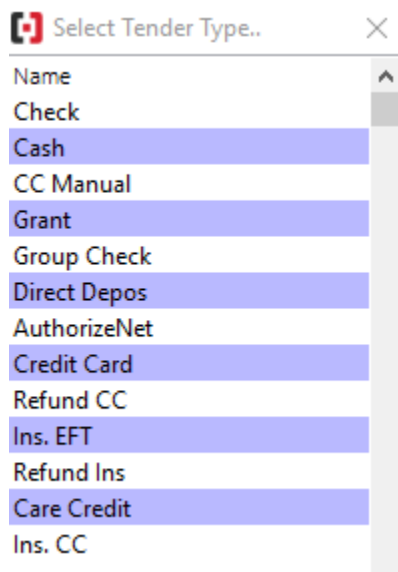 Select Tender Type..
Name
Check
Cash
CC Manual
Grant
Group Check
Direct Depos
AuthorizeNet
Credit Card
Refund CC
Ins. EFT
Refund Ins
Care Credit
Ins. CC